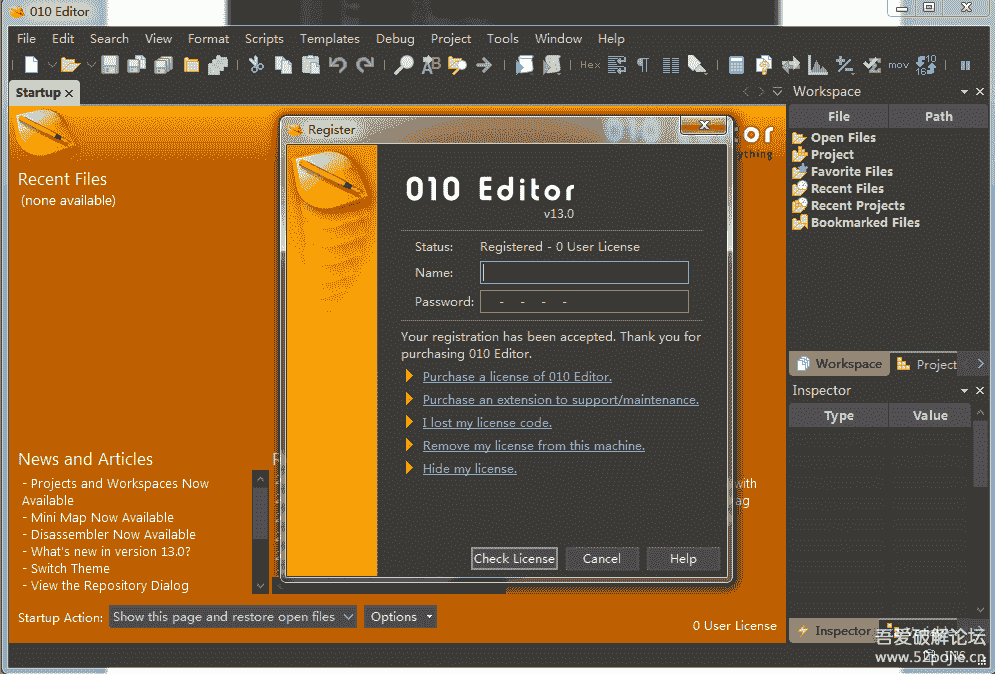 010 Editor
File Edit Search View Format Scripts Templates Debug Project Tools Window Help
Hex
mov
10
16
Startup
Workspace
File Path
Open Files
Project
Favorite Files
Recent Files
Recent Projects
Bookmarked Files
Recent Files
(none available)
Register
010 Editor
v13.0
Status: Registered - 0 User License
Name:
Password: - - - -
Your registration has been accepted. Thank you for
purchasing 010 Editor.
Purchase a license of 010 Editor.
Purchase an extension to support/maintenance.
I lost my license code.
Remove my license from this machine.
Hide my license.
Check License Cancel Help
Workspace Project
Inspector
Type Value
News and Articles
- Projects and Workspaces Now
Available
- Mini Map Now Available
- Disassembler Now Available
- What's new in version 13.0?
- Switch Theme
- View the Repository Dialog
with
Startup Action: Show this page and restore open files Options
0 User License
Inspector
吾爱破解论坛
www.52pojie.cn